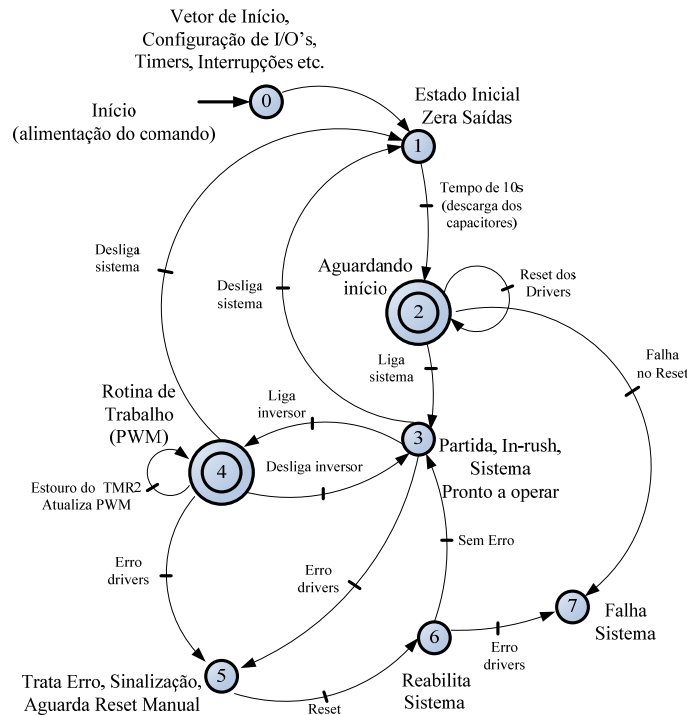 Vetor de Início,
Configuração de I/O's,
Timers, Interrupções etc.
0
Início
(alimentação do comando)
Estado Inicial
Zera Saídas
1
Tempo de 10s
(descarga dos
capacitores)
Desliga
sistema
Desliga
sistema
Aguardando
início
2
Reset dos
Drivers
Liga
sistema
Falha
no Reset
Rotina de
Trabalho
(PWM)
Liga
inversor
3
Partida, In-rush,
Sistema
Pronto a operar
4
Desliga inversor
Estouro do TMR2
Atualiza PWM
Sem Erro
Erro
drivers
Erro
drivers
7
Falha
Sistema
6
Erro
drivers
Reabilita
Sistema
5
Trata Erro, Sinalização,
Aguarda Reset Manual
Reset